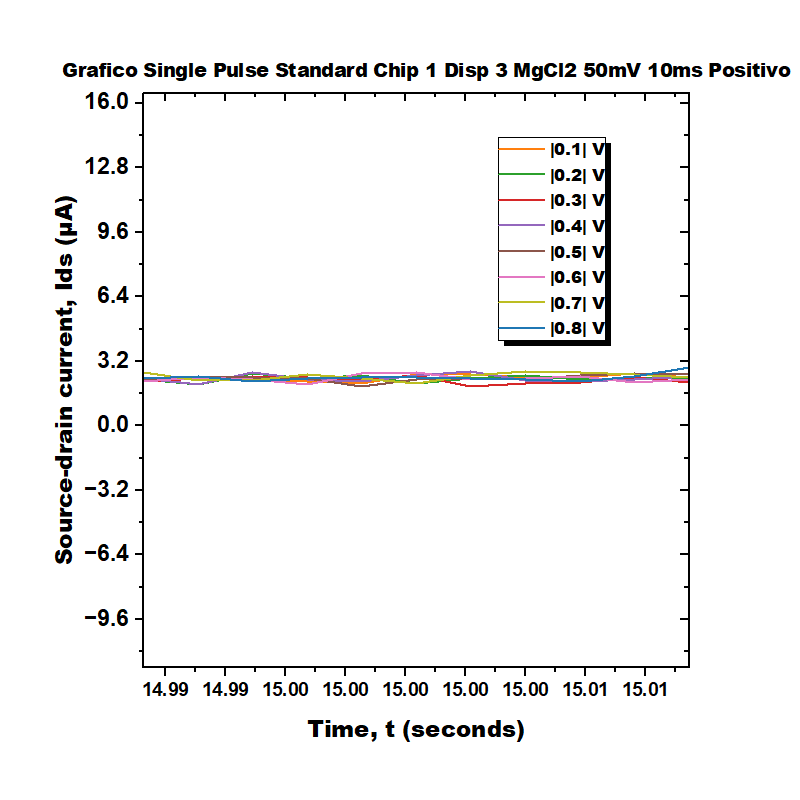 Grafico Single Pulse Standard Chip 1 Disp 3 MgCl2 50mV 10ms Positivo
16.0
12.8
9.6
6.4
3.2
0.0
−3.2
−6.4
−9.6
Source-drain current, Ids (µA)
|0.1| V
|0.2| V
|0.3| V
|0.4| V
|0.5| V
|0.6| V
|0.7| V
|0.8| V
14.99 14.99 15.00 15.00 15.00 15.00 15.00 15.01 15.01
Time, t (seconds)